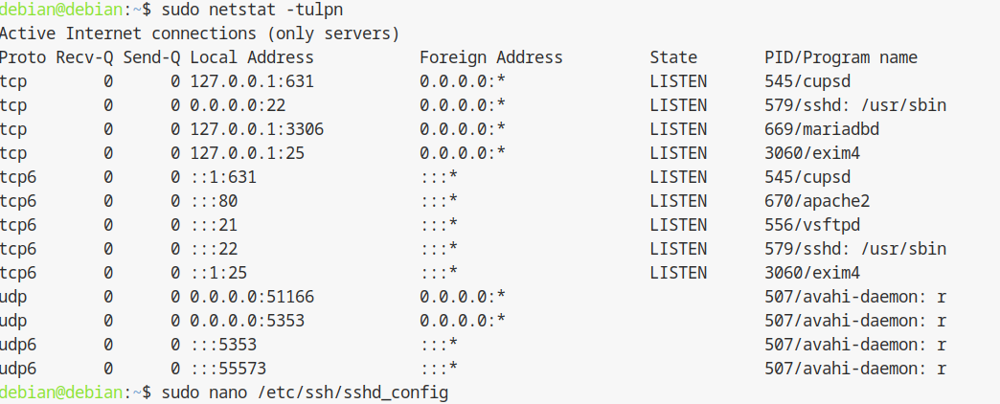 debian@debian:~$ sudo netstat -tulpn
Active Internet connections (only servers)
Proto Recv-Q Send-Q Local Address           Foreign Address         State       PID/Program name
tcp        0      0 127.0.0.1:631           0.0.0.0:*               LISTEN      545/cupsd
tcp        0      0 0.0.0.0:22              0.0.0.0:*               LISTEN      579/sshd: /usr/sbin
tcp        0      0 127.0.0.1:3306          0.0.0.0:*               LISTEN      669/mariadbd
tcp        0      0 127.0.0.1:25            0.0.0.0:*               LISTEN      3060/exim4
tcp6       0      0 ::1:631                 :::*                    LISTEN      545/cupsd
tcp6       0      0 :::80                   :::*                    LISTEN      670/apache2
tcp6       0      0 :::21                   :::*                    LISTEN      556/vsftpd
tcp6       0      0 :::22                   :::*                    LISTEN      579/sshd: /usr/sbin
tcp6       0      0 ::1:25                  :::*                    LISTEN      3060/exim4
udp        0      0 0.0.0.0:51166           0.0.0.0:*                           507/avahi-daemon: r
udp        0      0 0.0.0.0:5353            0.0.0.0:*                           507/avahi-daemon: r
udp6       0      0 :::5353                 :::*                                507/avahi-daemon: r
udp6       0      0 :::55573                :::*                                507/avahi-daemon: r
debian@debian:~$ sudo nano /etc/ssh/sshd_config